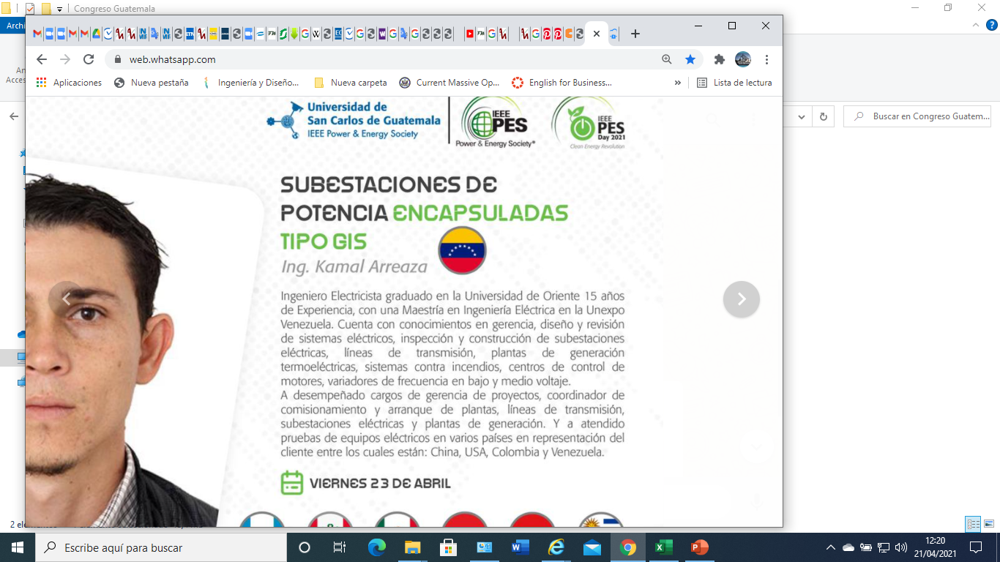 Congreso Guatemala
Archi
web.whatsapp.com
Aplicaciones
Nueva pestaña
Ingeniería y Diseño...
Nueva carpeta
Current Massive Op...
English for Business...
»
Lista de lectura
Buscar en Congreso Guatem...
Universidad de
San Carlos de Guatemala
IEEE Power & Energy Society
IEEE
PES
Power & Energy Society®
IEEE
PES
Day 2021
Clean Energy Revolution
SUBESTACIONES DE
POTENCIA ENCAPSULADAS
TIPO GIS
Ing. Kamal Arreaza
Ingeniero Electricista graduado en la Universidad de Oriente 15 años
de Experiencia, con una Maestría en Ingeniería Eléctrica en la Unexpo
Venezuela. Cuenta con conocimientos en gerencia, diseño y revisión
de sistemas eléctricos, inspección y construcción de subestaciones
eléctricas, líneas de transmisión, plantas de generación
termoeléctricas, sistemas contra incendios, centros de control de
motores, variadores de frecuencia en bajo y medio voltaje.
A desempeñado cargos de gerencia de proyectos, coordinador de
comisionamiento y arranque de plantas, líneas de transmisión,
subestaciones eléctricas y plantas de generación. Y a atendido
pruebas de equipos eléctricos en varios países en representación del
cliente entre los cuales están: China, USA, Colombia y Venezuela.
VIERNES 23 DE ABRIL
Escribe aquí para buscar
12:20
21/04/2021